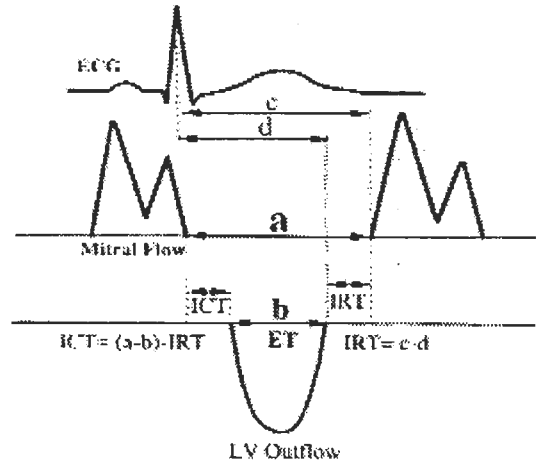 ECG
c
d
a
Mitral Flow
ICT
IRT
b
ICT= (a-b)-IRT
ET
IRT= c-d
LV Outflow